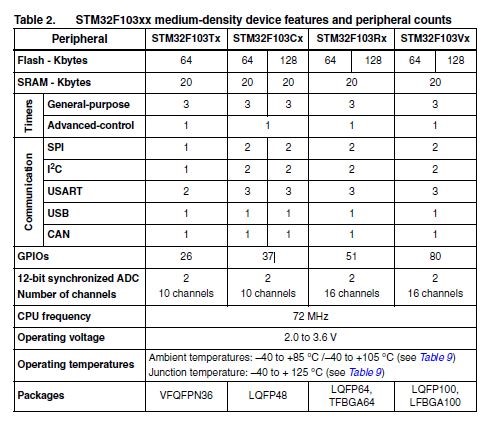 Table 2. STM32F103xx medium-density device features and peripheral counts
Peripheral STM32F103Tx STM32F103Cx STM32F103Rx STM32F103Vx
Flash - Kbytes 64 64 128 64 128 64 128
SRAM - Kbytes 20 20 20 20 20
Timers
General-purpose 3 3 3 3 3
Advanced-control 1 1 1 1
Communication
SPI 1 2 2 2 2
I²C 1 2 2 2 2
USART 2 3 3 3 3
USB 1 1 1 1 1
CAN 1 1 1 1 1
GPIOs 26 37 51 80
12-bit synchronized ADC 2 2 2 2
Number of channels 10 channels 10 channels 16 channels 16 channels
CPU frequency 72 MHz
Operating voltage 2.0 to 3.6 V
Operating temperatures
Ambient temperatures: –40 to +85 °C /–40 to +105 °C (see Table 9)
Junction temperature: –40 to + 125 °C (see Table 9)
Packages VFQFPN36 LQFP48 LQFP64, LQFP100,
TFBGA64 LFBGA100